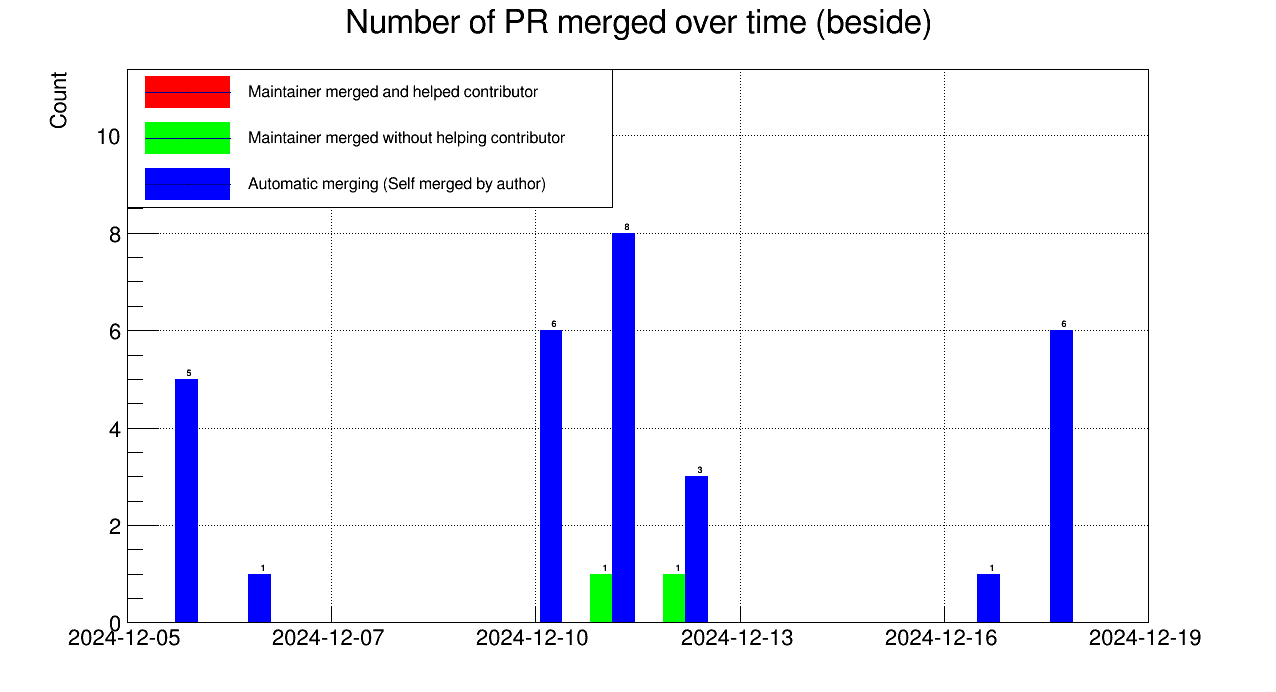 Number of PR merged over time (beside)
Count
Maintainer merged and helped contributor
Maintainer merged without helping contributor
Automatic merging (Self merged by author)
10
8
6
4
2
0
5
1
6
1
8
1
3
1
6
2024-12-05 2024-12-07 2024-12-10 2024-12-13 2024-12-16 2024-12-19